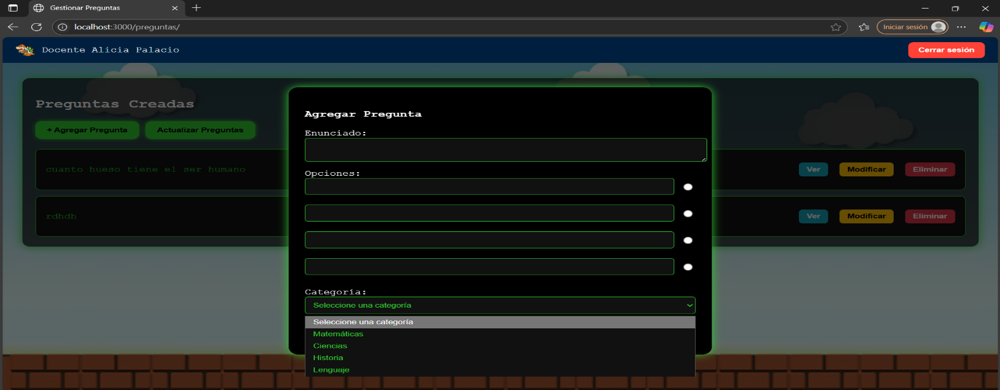 Gestionar Preguntas
localhost:3000/preguntas/
Iniciar sesión
Docente Alicia Palacio
Cerrar sesión
Preguntas Creadas
+ Agregar Pregunta
Actualizar Preguntas
cuanto hueso tiene el ser humano
Ver
Modificar
Eliminar
rdhdh
Ver
Modificar
Eliminar
Agregar Pregunta
Enunciado:
Opciones:
Categoría:
Seleccione una categoría
Seleccione una categoría
Matemáticas
Ciencias
Historia
Lenguaje